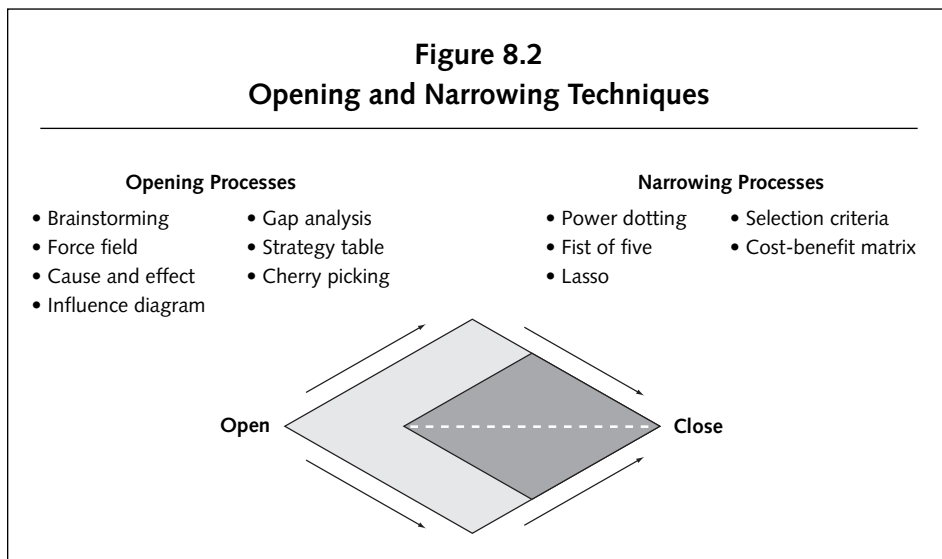 Figure 8.2
Opening and Narrowing Techniques
Opening Processes
• Brainstorming
• Force field
• Cause and effect
• Influence diagram
• Gap analysis
• Strategy table
• Cherry picking
Narrowing Processes
• Power dotting
• Fist of five
• Lasso
• Selection criteria
• Cost-benefit matrix
Open
Close